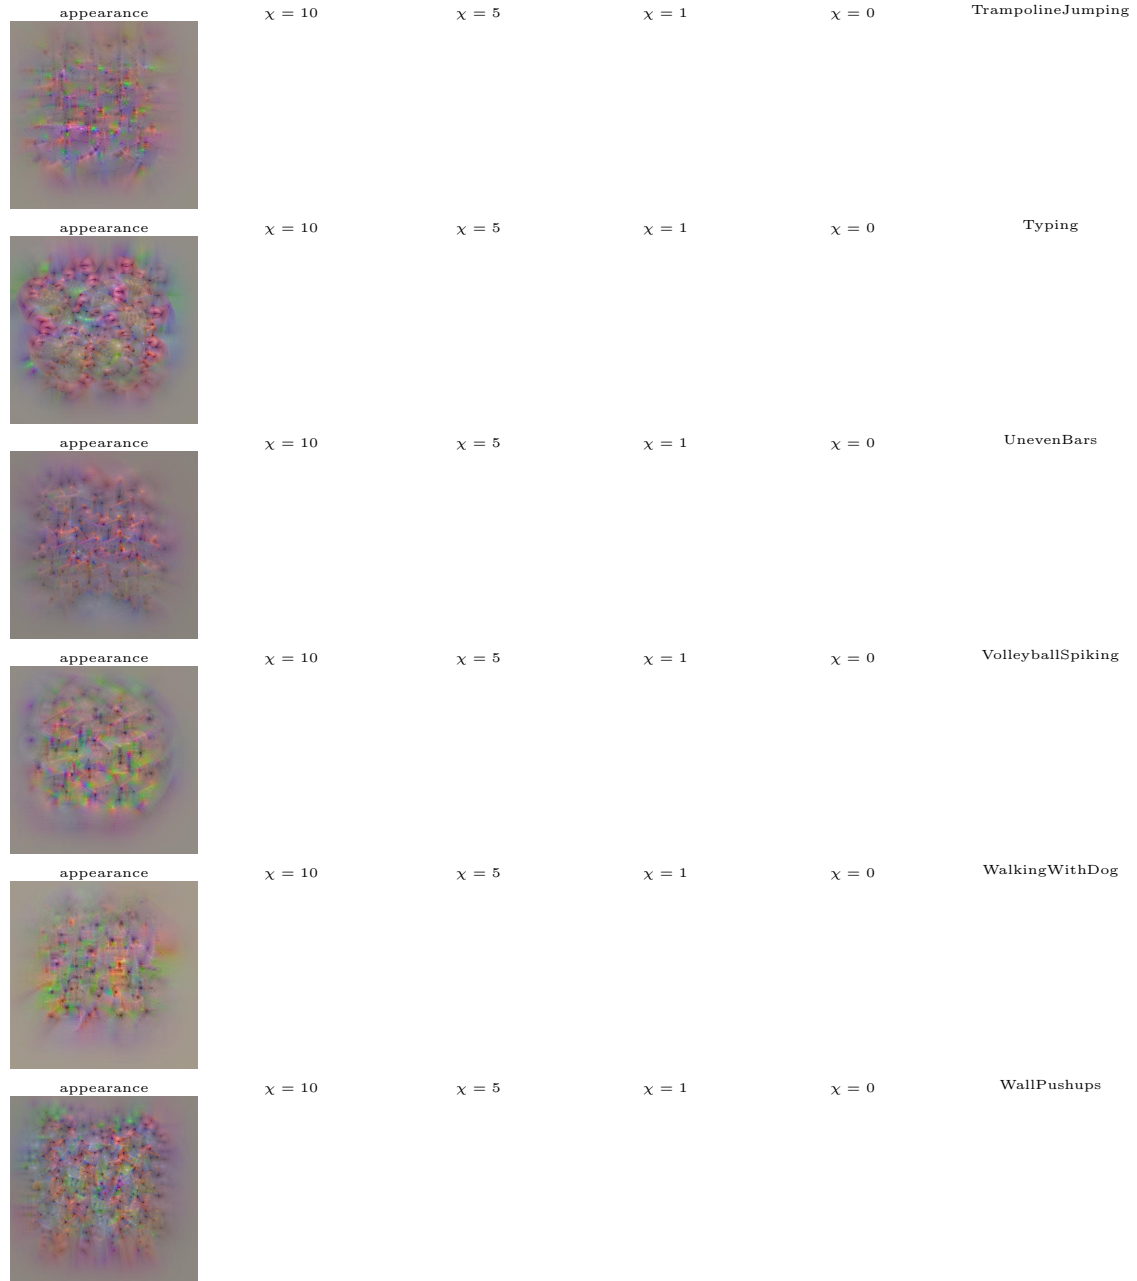 appearance χ = 10 χ = 5 χ = 1 χ = 0 TrampolineJumping
appearance χ = 10 χ = 5 χ = 1 χ = 0 Typing
appearance χ = 10 χ = 5 χ = 1 χ = 0 UnevenBars
appearance χ = 10 χ = 5 χ = 1 χ = 0 VolleyballSpiking
appearance χ = 10 χ = 5 χ = 1 χ = 0 WalkingWithDog
appearance χ = 10 χ = 5 χ = 1 χ = 0 WallPushups